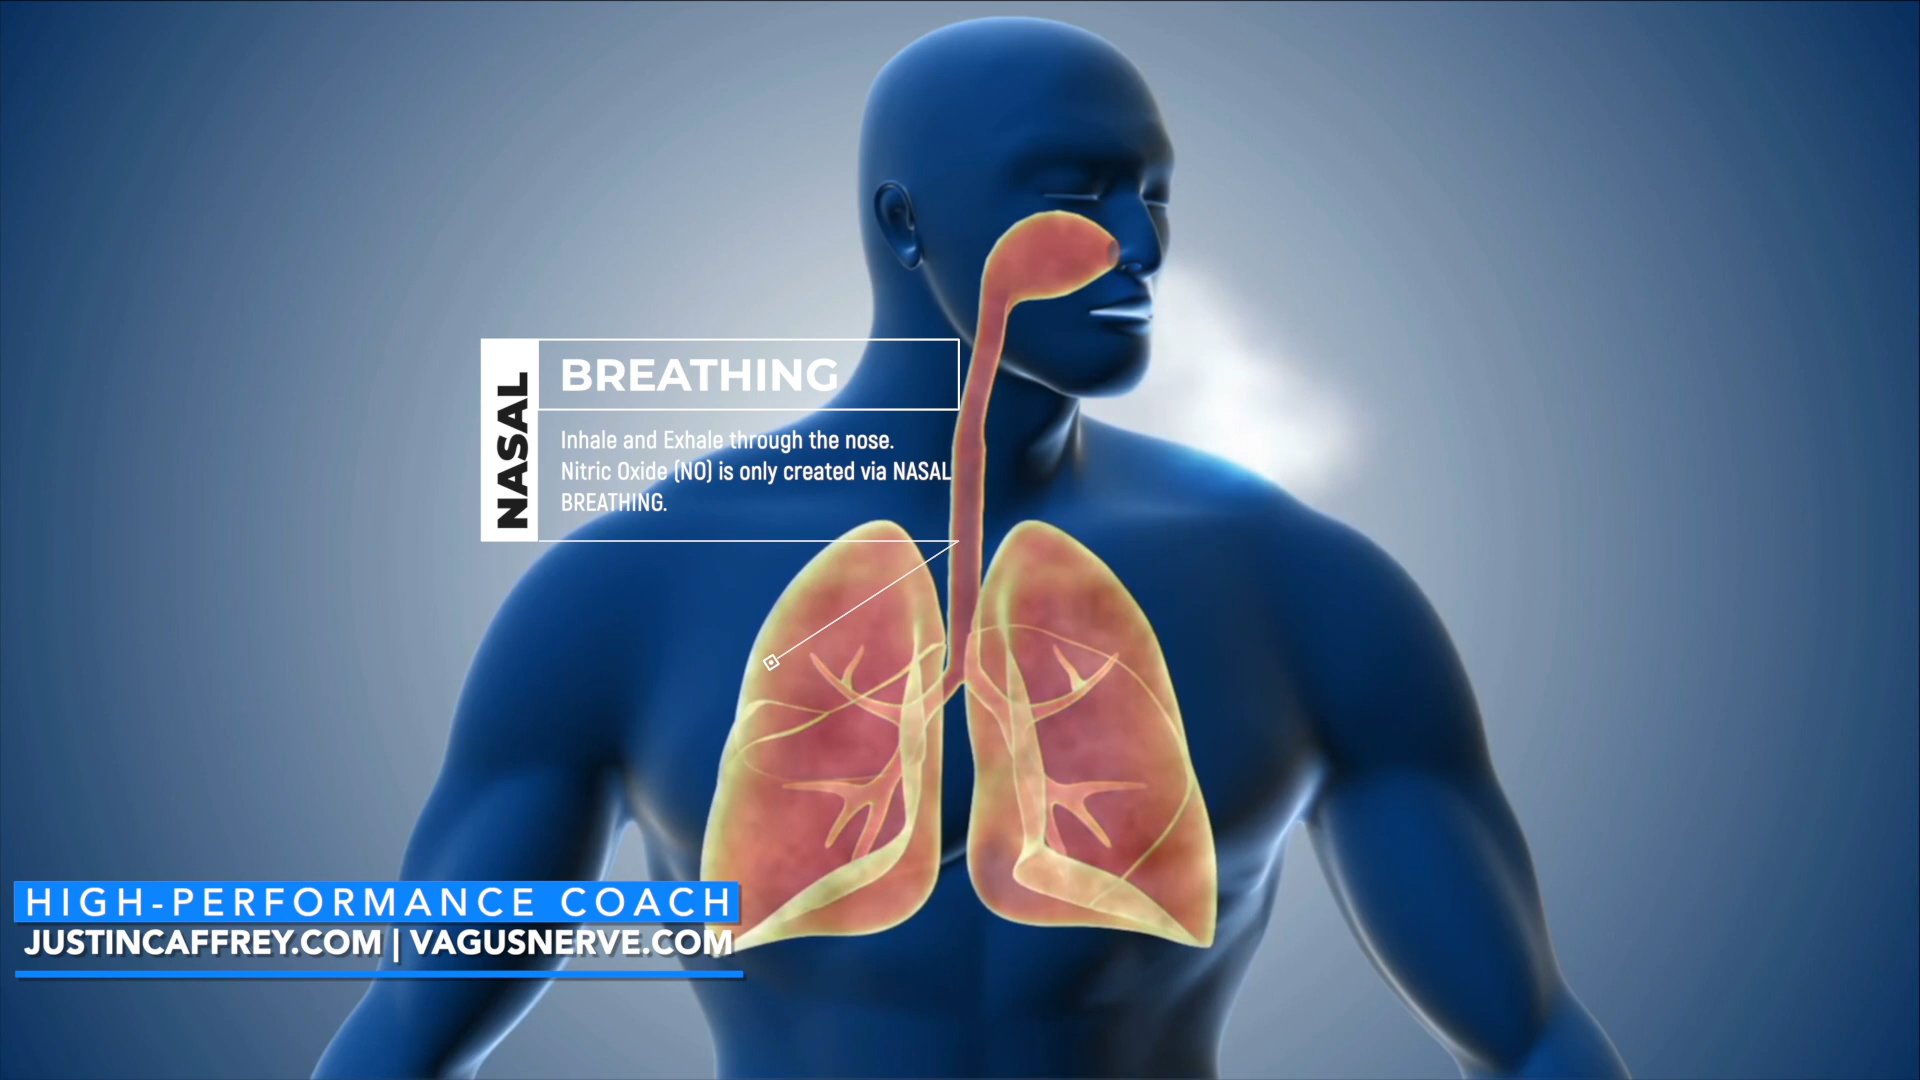 NASAL
BREATHING
Inhale and Exhale through the nose.
Nitric Oxide (NO) is only created via NASAL
BREATHING.
HIGH-PERFORMANCE COACH
JUSTINCAFFREY.COM | VAGUSNERVE.COM